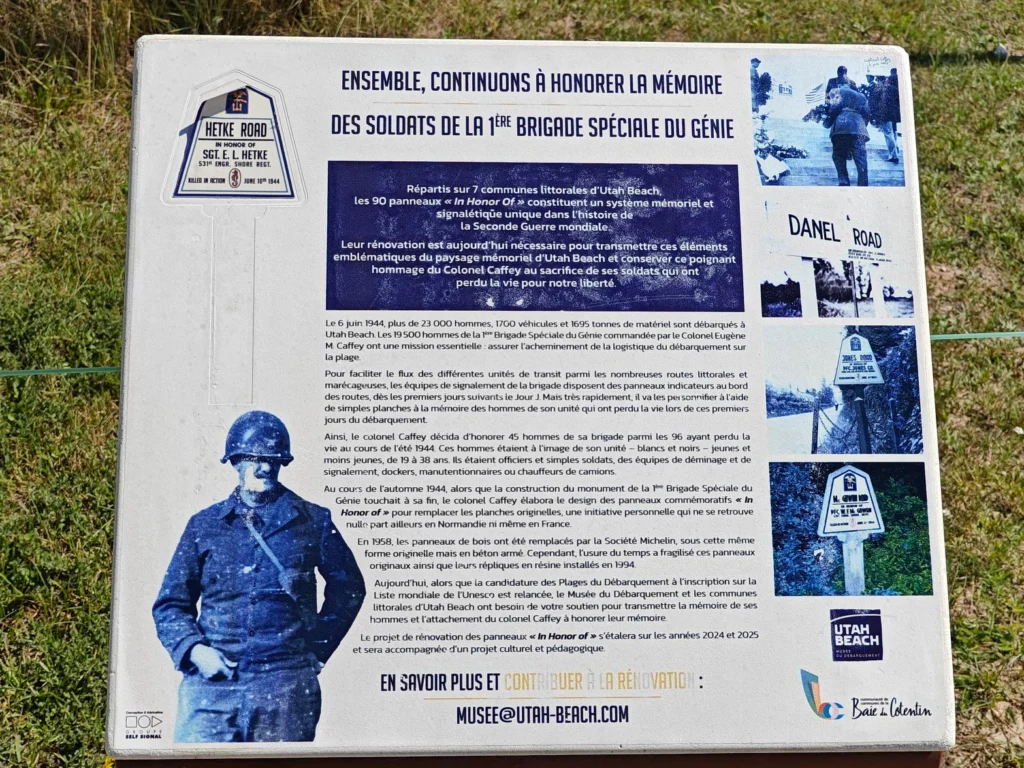 ENSEMBLE, CONTINUONS À HONORER LA MÉMOIRE
DES SOLDATS DE LA 1ÈRE BRIGADE SPÉCIALE DU GÉNIE
HETKE ROAD
IN HONOR OF
SGT. E. L. HETKE
531ST ENGR. SHORE REGT.
KILLED IN ACTION JUNE 10TH 1944
Répartis sur 7 communes littorales d'Utah Beach,
les 90 panneaux « In Honor Of » constituent un système mémoriel et
signalétique unique dans l'histoire de
la Seconde Guerre mondiale.
Leur rénovation est aujourd'hui nécessaire pour transmettre ces éléments
emblématiques du paysage mémoriel d'Utah Beach et conserver ce poignant
hommage du Colonel Caffey au sacrifice de ses soldats qui ont
perdu la vie pour notre liberté.
Le 6 juin 1944, plus de 23 000 hommes, 1700 véhicules et 1695 tonnes de matériel sont débarqués à
Utah Beach. Les 19 500 hommes de la 1ère Brigade Spéciale du Génie commandée par le Colonel Eugène
M. Caffey ont une mission essentielle : assurer l'acheminement de la logistique du débarquement sur
la plage.
Pour faciliter le flux des différentes unités de transit parmi les nombreuses routes littorales et
marécageuses, les équipes de signalement de la brigade disposent des panneaux indicateurs au bord
des routes, dès les premiers jours suivants le Jour J. Mais très rapidement, il va les personnifier à l'aide
de simples planches à la mémoire des hommes de son unité qui ont perdu la vie lors de ces premiers
jours du débarquement.
Ainsi, le colonel Caffey décida d'honorer 45 hommes de sa brigade parmi les 96 ayant perdu la
vie au cours de l'été 1944. Ces hommes étaient à l'image de son unité – blancs et noirs – jeunes et
moins jeunes, de 19 à 38 ans. Ils étaient officiers et simples soldats, des équipes de déminage et de
signalement, dockers, manutentionnaires ou chauffeurs de camions.
Au cours de l'automne 1944, alors que la construction du monument de la 1ère Brigade Spéciale du
Génie touchait à sa fin, le colonel Caffey élabora le design des panneaux commémoratifs « In
Honor of » pour remplacer les planches originelles, une initiative personnelle qui ne se retrouve
nulle part ailleurs en Normandie ni même en France.
En 1958, les panneaux de bois ont été remplacés par la Société Michelin, sous cette même
forme originelle mais en béton armé. Cependant, l'usure du temps a fragilisé ces panneaux
originaux ainsi que leurs répliques en résine installés en 1994.
Aujourd'hui, alors que la candidature des Plages du Débarquement à l'inscription sur la
Liste mondiale de l'Unesco est relancée, le Musée du Débarquement et les communes
littorales d'Utah Beach ont besoin de votre soutien pour transmettre la mémoire de ses
hommes et l'attachement du colonel Caffey à honorer leur mémoire.
Le projet de rénovation des panneaux « In Honor of » s'étalera sur les années 2024 et 2025
et sera accompagnée d'un projet culturel et pédagogique.
EN SAVOIR PLUS ET CONTRIBUER À LA RÉNOVATION :
MUSEE@UTAH-BEACH.COM
DANEL ROAD
JONES ROAD
UTAH
BEACH
MUSÉE
DU DÉBARQUEMENT
communauté de
communes de la
Baie du Cotentin
Conception & fabrication
GROUPE
SELF SIGNAL